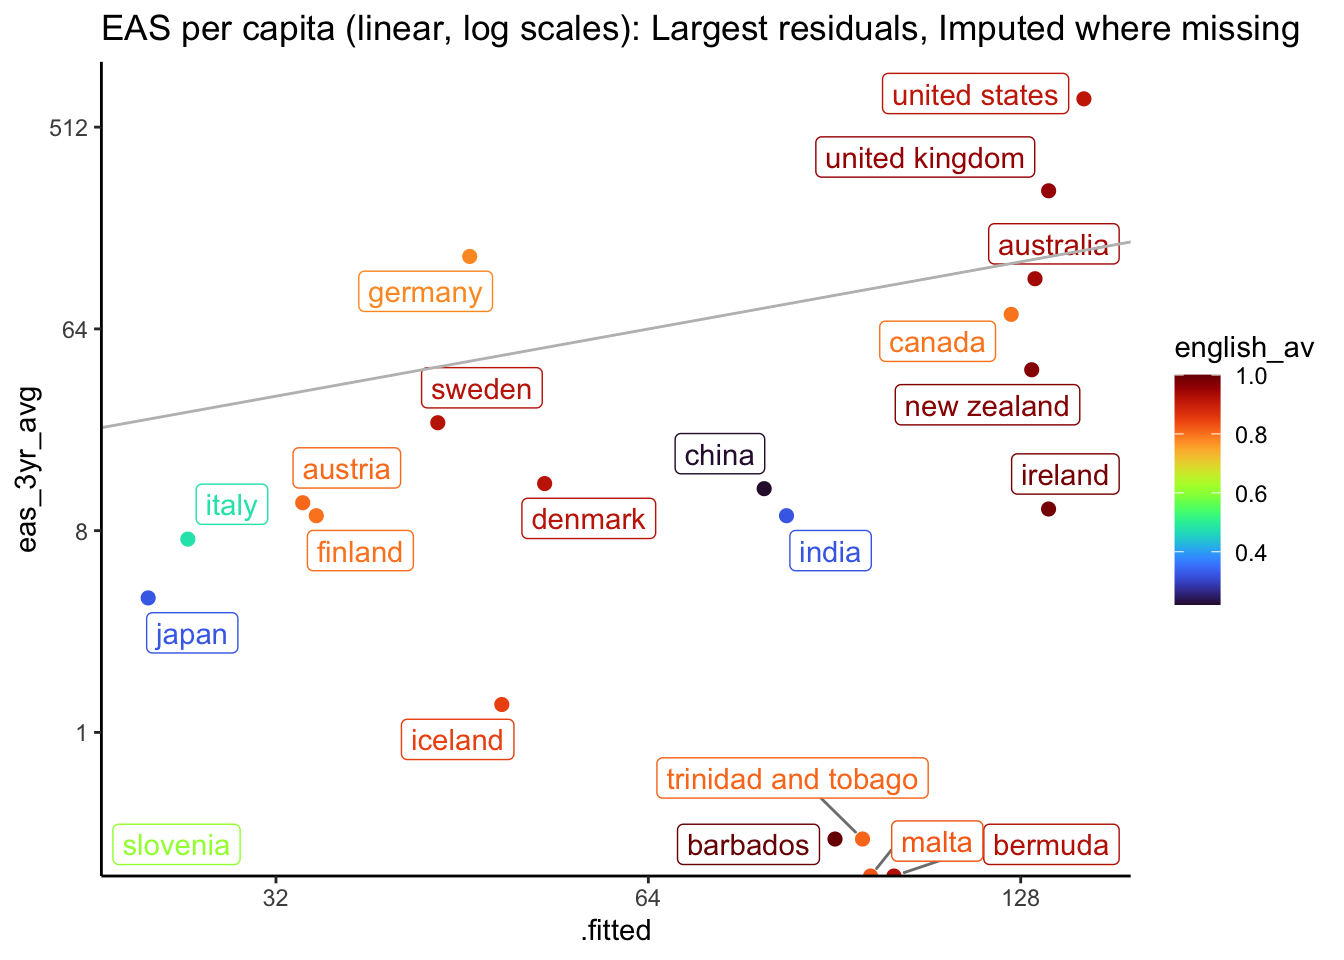 EAS per capita (linear, log scales): Largest residuals, Imputed where missing
united states
512
united kingdom
australia
germany
64
canada
english_av
sweden
1.0
new zealand
0.8
china
austria
ireland
0.6
italy
denmark
eas_3yr_avg
8
finland
india
0.4
japan
1
iceland
trinidad and tobago
slovenia
barbados
malta
bermuda
32
64
128
.fitted